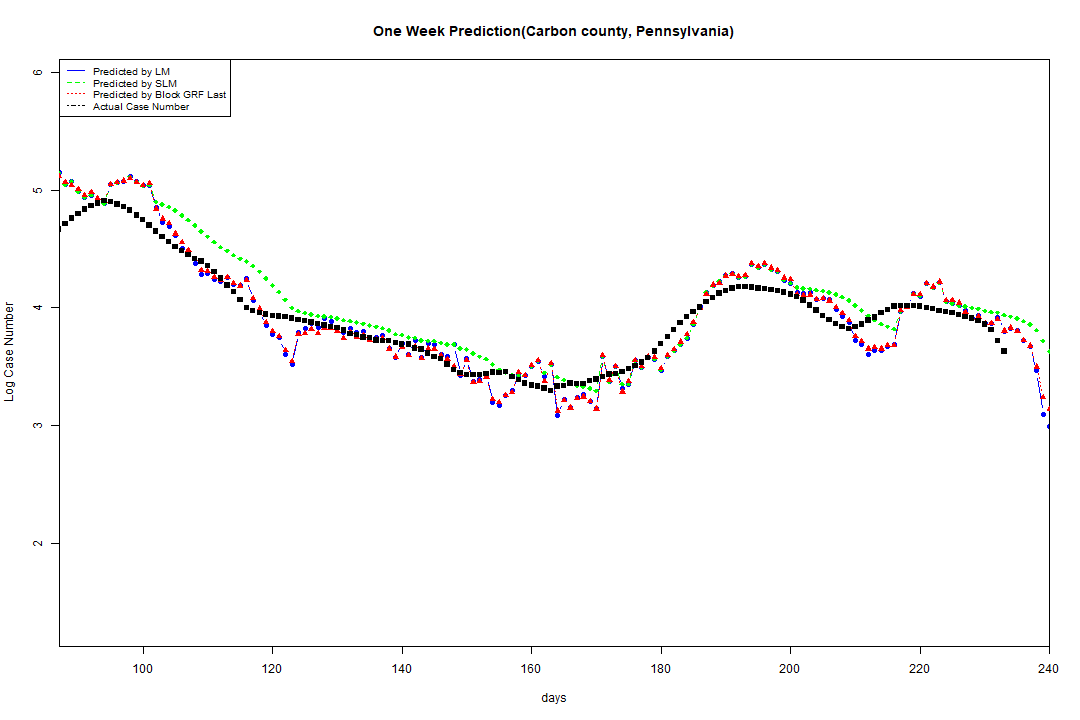 One Week Prediction(Carbon county, Pennsylvania)
Predicted by LM
Predicted by SLM
Predicted by Block GRF Last
Actual Case Number
6
5
4
3
2
Log Case Number
100 120 140 160 180 200 220 240
days